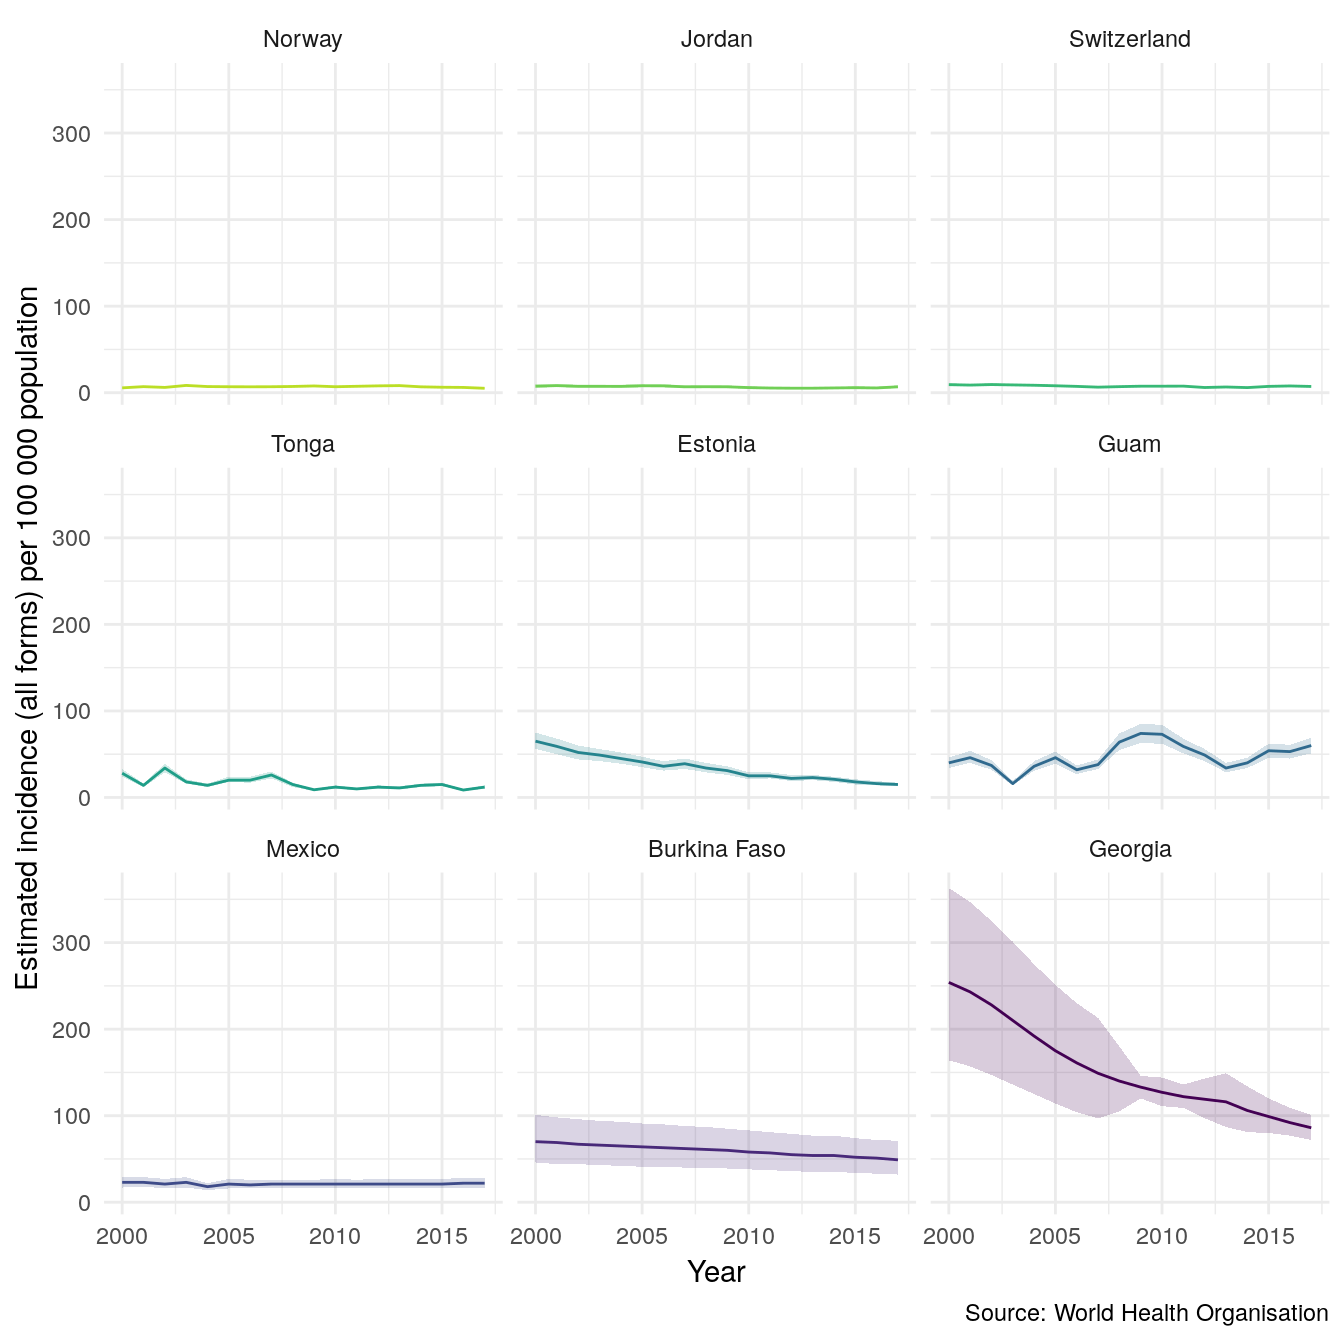 Norway Jordan Switzerland
300
200
100
0
Tonga Estonia Guam
300
200
100
0
Mexico Burkina Faso Georgia
300
200
100
0
2000 2005 2010 2015 2000 2005 2010 2015 2000 2005 2010 2015
Estimated incidence (all forms) per 100 000 population
Year
Source: World Health Organisation